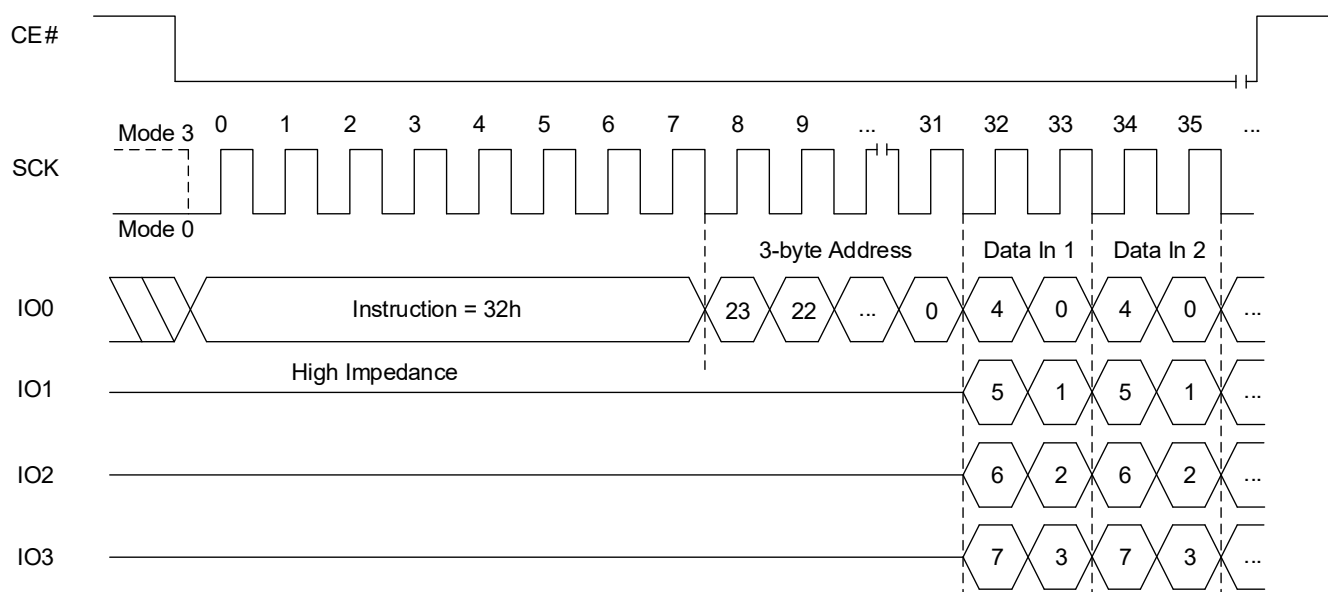 CE#
Mode 3 0 1 2 3 4 5 6 7 8 9 ... 31 32 33 34 35 ...
SCK
Mode 0
3-byte Address Data In 1 Data In 2
IO0 Instruction = 32h 23 22 ... 0 4 0 4 0 ...
High Impedance
IO1 5 1 5 1 ...
IO2 6 2 6 2 ...
IO3 7 3 7 3 ...